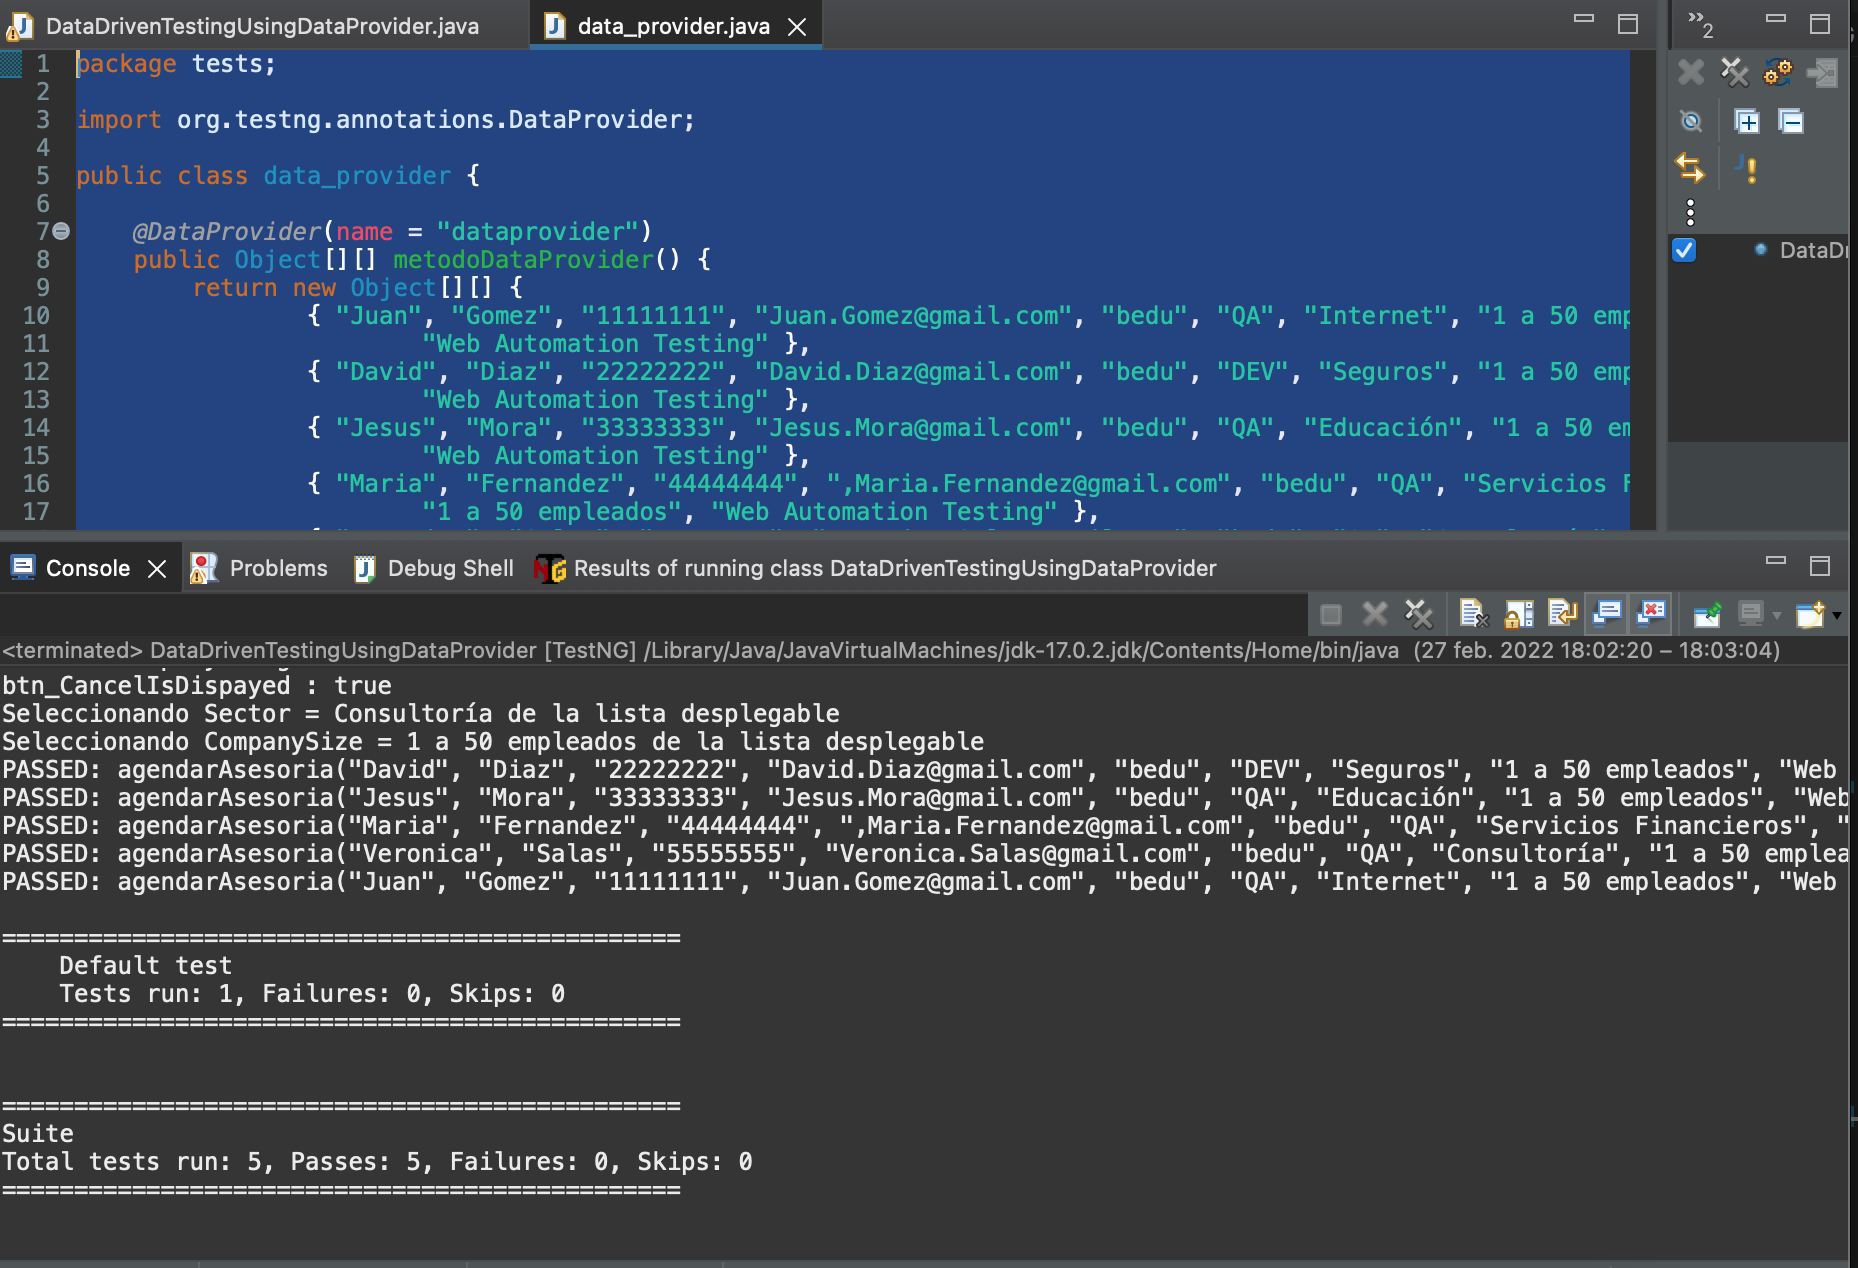 DataDrivenTestingUsingDataProvider.java
data_provider.java
2
1 package tests;
2
3 import org.testng.annotations.DataProvider;
4
5 public class data_provider {
6
7 @DataProvider(name = "dataprovider")
8 public Object[][] metodoDataProvider() {
9 return new Object[][] {
10 { "Juan", "Gomez", "11111111", "Juan.Gomez@gmail.com", "bedu", "QA", "Internet", "1 a 50 emp
11 "Web Automation Testing" },
12 { "David", "Diaz", "22222222", "David.Diaz@gmail.com", "bedu", "DEV", "Seguros", "1 a 50 emp
13 "Web Automation Testing" },
14 { "Jesus", "Mora", "33333333", "Jesus.Mora@gmail.com", "bedu", "QA", "Educación", "1 a 50 em
15 "Web Automation Testing" },
16 { "Maria", "Fernandez", "44444444", ",Maria.Fernandez@gmail.com", "bedu", "QA", "Servicios F
17 "1 a 50 empleados", "Web Automation Testing" },
DataDr
Console
Problems
Debug Shell
Results of running class DataDrivenTestingUsingDataProvider
<terminated> DataDrivenTestingUsingDataProvider [TestNG] /Library/Java/JavaVirtualMachines/jdk-17.0.2.jdk/Contents/Home/bin/java (27 feb. 2022 18:02:20 – 18:03:04)
btn_CancelIsDispayed : true
Seleccionando Sector = Consultoría de la lista desplegable
Seleccionando CompanySize = 1 a 50 empleados de la lista desplegable
PASSED: agendarAsesoria("David", "Diaz", "22222222", "David.Diaz@gmail.com", "bedu", "DEV", "Seguros", "1 a 50 empleados", "Web
PASSED: agendarAsesoria("Jesus", "Mora", "33333333", "Jesus.Mora@gmail.com", "bedu", "QA", "Educación", "1 a 50 empleados", "Web
PASSED: agendarAsesoria("Maria", "Fernandez", "44444444", ",Maria.Fernandez@gmail.com", "bedu", "QA", "Servicios Financieros", "
PASSED: agendarAsesoria("Veronica", "Salas", "55555555", "Veronica.Salas@gmail.com", "bedu", "QA", "Consultoría", "1 a 50 emplea
PASSED: agendarAsesoria("Juan", "Gomez", "11111111", "Juan.Gomez@gmail.com", "bedu", "QA", "Internet", "1 a 50 empleados", "Web
===============================================
Default test
Tests run: 1, Failures: 0, Skips: 0
===============================================
===============================================
Suite
Total tests run: 5, Passes: 5, Failures: 0, Skips: 0
===============================================